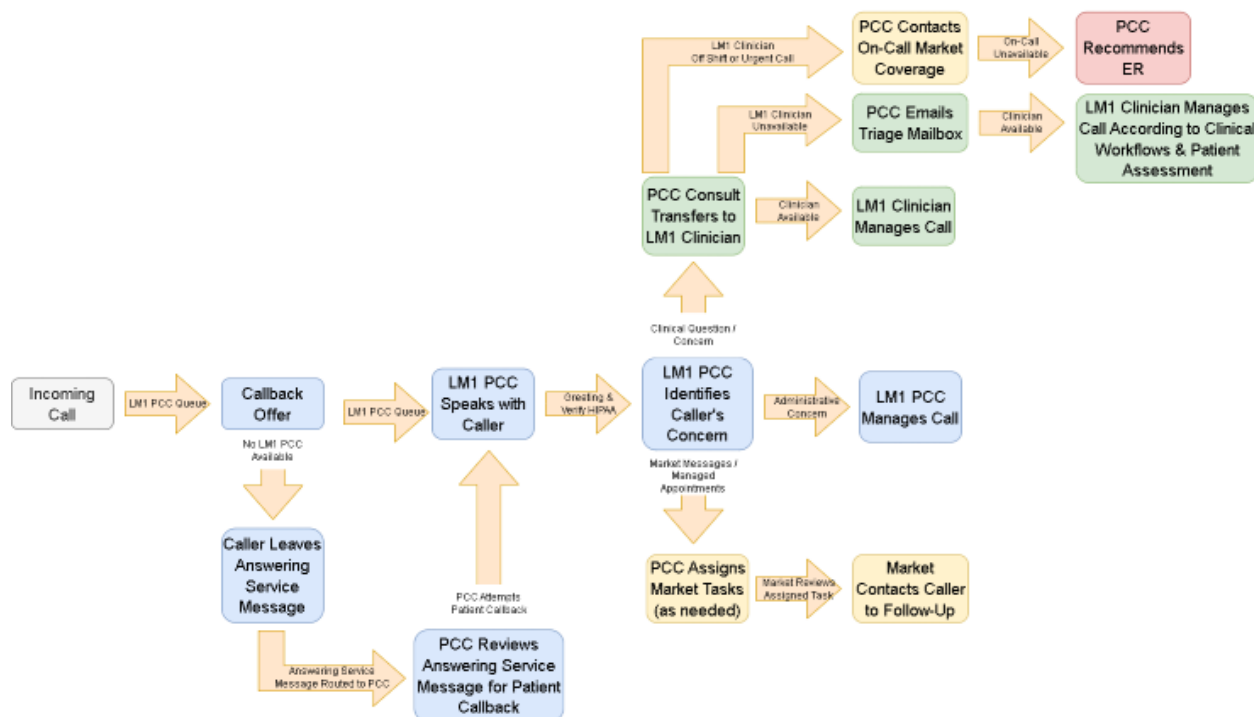 LM1 Clinician
Off Shift or Urgent Call
PCC Contacts
On-Call Market
Coverage
On-Call
Unavailable
PCC
Recommends
ER
LM1 Clinician
Unavailable
PCC Emails
Triage Mailbox
Clinician
Available
LM1 Clinician Manages
Call According to Clinical
Workflows & Patient
Assessment
PCC Consult
Transfers to
LM1 Clinician
Clinician
Available
LM1 Clinician
Manages Call
Clinical Question /
Concern
Incoming
Call
LM1 PCC Queue
Callback
Offer
LM1 PCC Queue
LM1 PCC
Speaks with
Caller
Greeting &
Verify HIPAA
LM1 PCC
Identifies
Caller's
Concern
Administrative
Concern
LM1 PCC
Manages Call
No LM1 PCC
Available
Market Messages /
Managed
Appointments
Caller Leaves
Answering
Service
Message
PCC Attempts
Patient Callback
PCC Assigns
Market Tasks
(as needed)
Market Reviews
Assigned Task
Market
Contacts Caller
to Follow-Up
Answering Service
Message Routed to PCC
PCC Reviews
Answering Service
Message for Patient
Callback